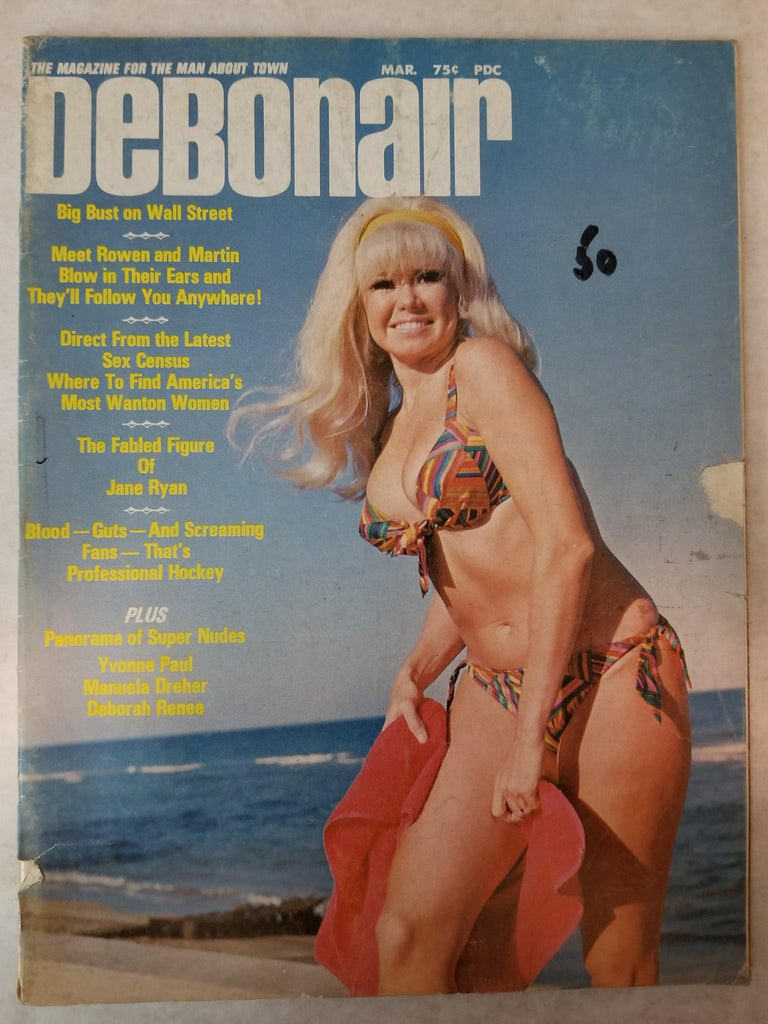 THE MAGAZINE FOR THE MAN ABOUT TOWN
MAR. 75¢ PDC
DeBonair
Big Bust on Wall Street
Meet Rowen and Martin
Blow in Their Ears and
They'll Follow You Anywhere!
Direct From the Latest
Sex Census
Where To Find America's
Most Wanton Women
The Fabled Figure
Of
Jane Ryan
Blood — Guts — And Screaming
Fans — That's
Professional Hockey
PLUS
Panorama of Super Nudes
Yvonne Paul
Manuela Dreher
Deborah Renee
50